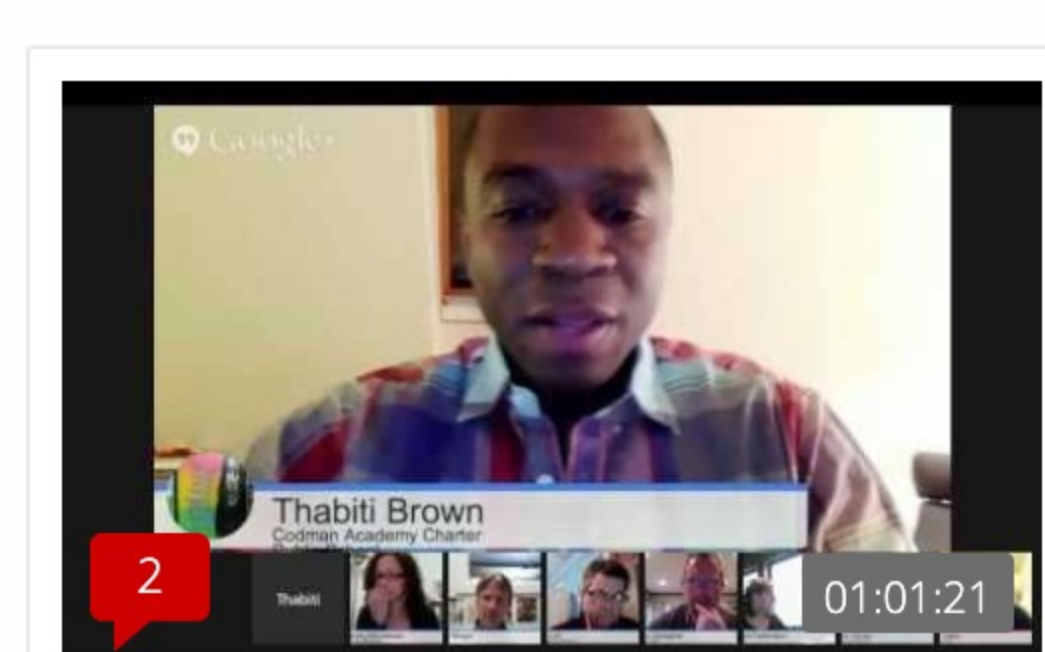 Google+
Thabiti Brown
Codman Academy Charter
Thabiti
2
01:01:21